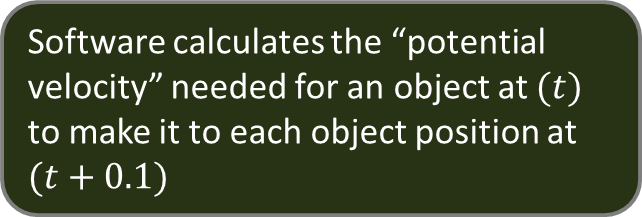 Software calculates the “potential
velocity” needed for an object at (𝑡)
to make it to each object position at
(𝑡 + 0.1)